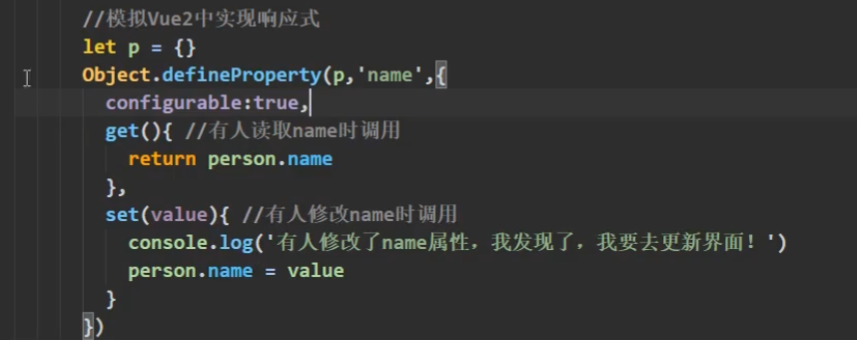 //模拟Vue2中实现响应式
let p = {}
Object.defineProperty(p,'name',{
configurable:true,
get(){ //有人读取name时调用
return person.name
},
set(value){ //有人修改name时调用
console.log('有人修改了name属性，我发现了，我要去更新界面！')
person.name = value
}
})